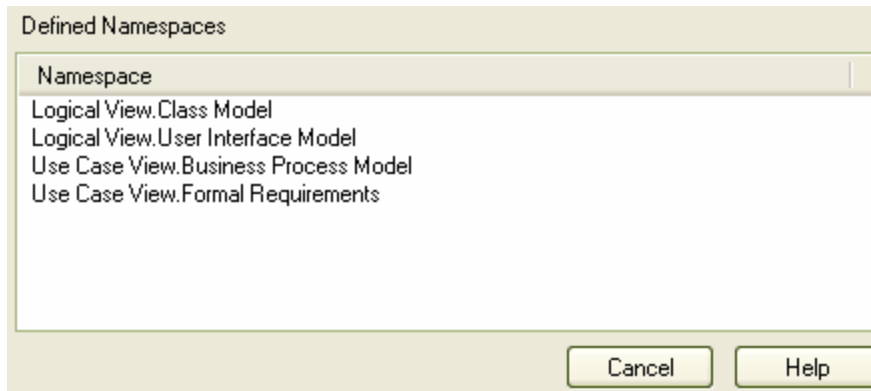 Defined Namespaces
Namespace
Logical View.Class Model
Logical View.User Interface Model
Use Case View.Business Process Model
Use Case View.Formal Requirements
Cancel Help